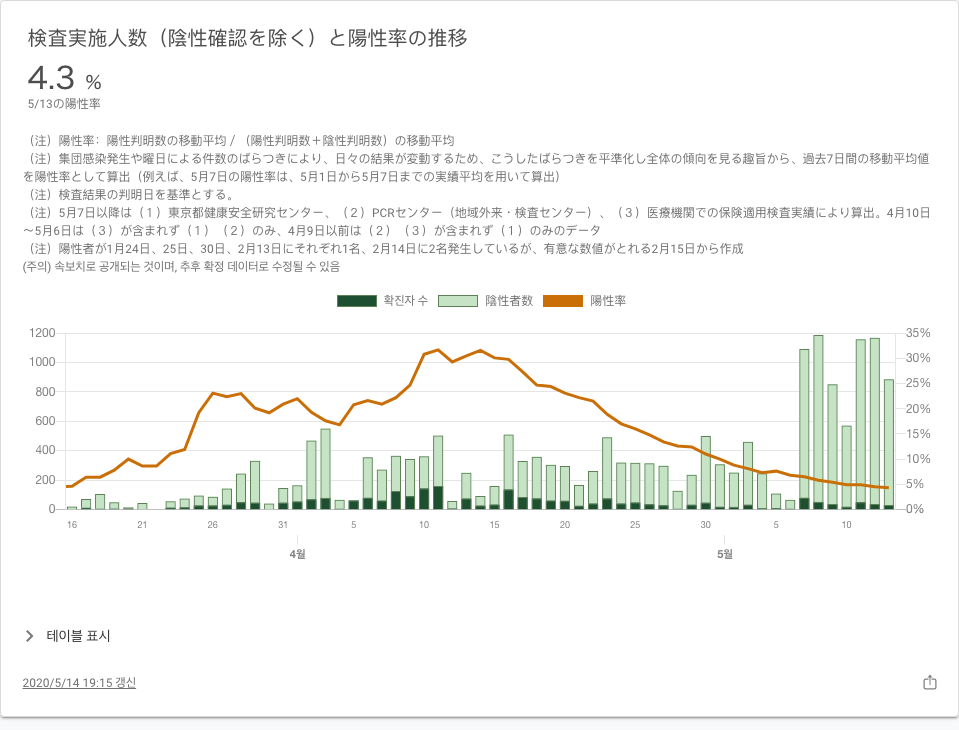 検査実施人数（陰性確認を除く）と陽性率の推移
4.3 %
5/13の陽性率
（注）陽性率：陽性判明数の移動平均 / （陽性判明数＋陰性判明数）の移動平均
（注）集団感染発生や曜日による件数のばらつきにより、日々の結果が変動するため、こうしたばらつきを平準化し全体の傾向を見る趣旨から、過去7日間の移動平均値
を陽性率として算出（例えば、5月7日の陽性率は、5月1日から5月7日までの実績平均を用いて算出）
（注）検査結果の判明日を基準とする。
（注）5月7日以降は（１）東京都健康安全研究センター、（２）PCRセンター（地域外来・検査センター）、（３）医療機関での保険適用検査実績により算出。4月10日
～5月6日は（３）が含まれず（１）（２）のみ、4月9日以前は（２）（３）が含まれず（１）のみのデータ
（注）陽性者が1月24日、25日、30日、2月13日にそれぞれ1名、2月14日に2名発生しているが、有意な数値がとれる2月15日から作成
(주의) 속보치로 공개되는 것이며, 추후 확정 데이터로 수정될 수 있음
확진자 수 陰性者数 陽性率
1200 35%
1000 30%
800 25%
600 20%
400 15%
200 10%
0 5%
0%
16 21 26 31 5 10 15 20 25 30 5 10
4월 5월
테이블 표시
2020/5/14 19:15 갱신